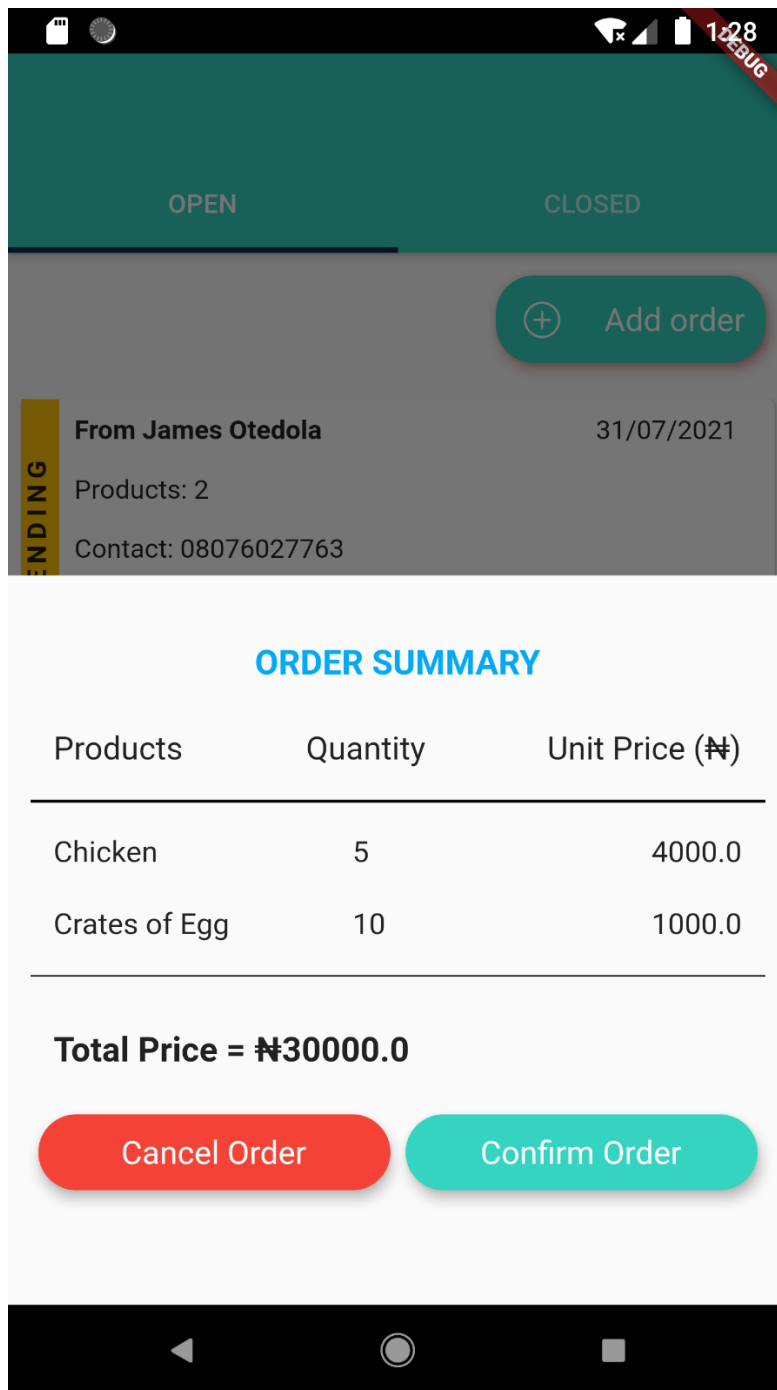 1:28
DEBUG
OPEN CLOSED
Add order
From James Otedola 31/07/2021
Products: 2
Contact: 08076027763
ORDER SUMMARY
Products Quantity Unit Price (₦)
Chicken 5 4000.0
Crates of Egg 10 1000.0
Total Price = ₦30000.0
Cancel Order Confirm Order